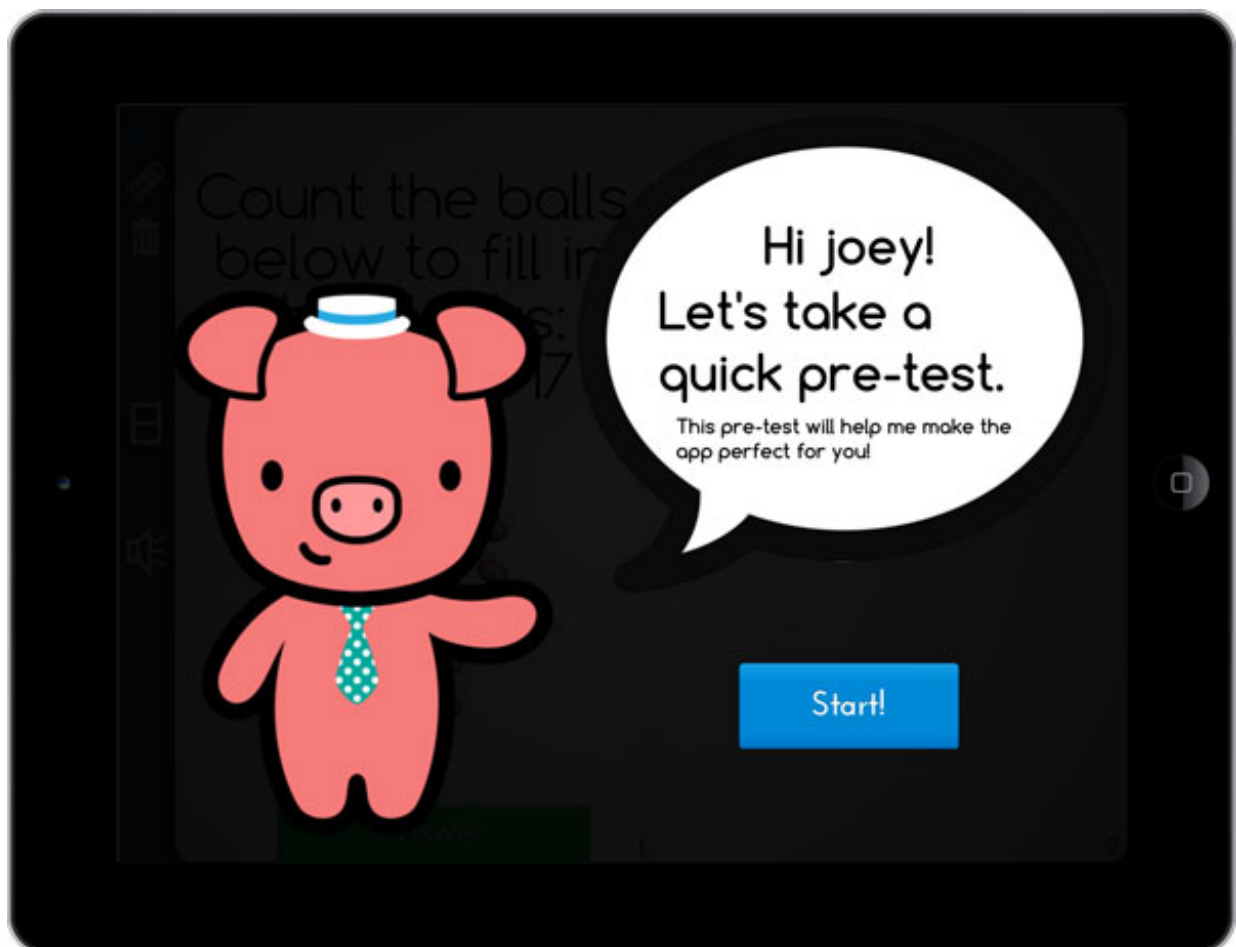 Count the balls
below to fill in
17
Hi joey!
Let's take a
quick pre-test.
This pre-test will help me make the
app perfect for you!
Start!